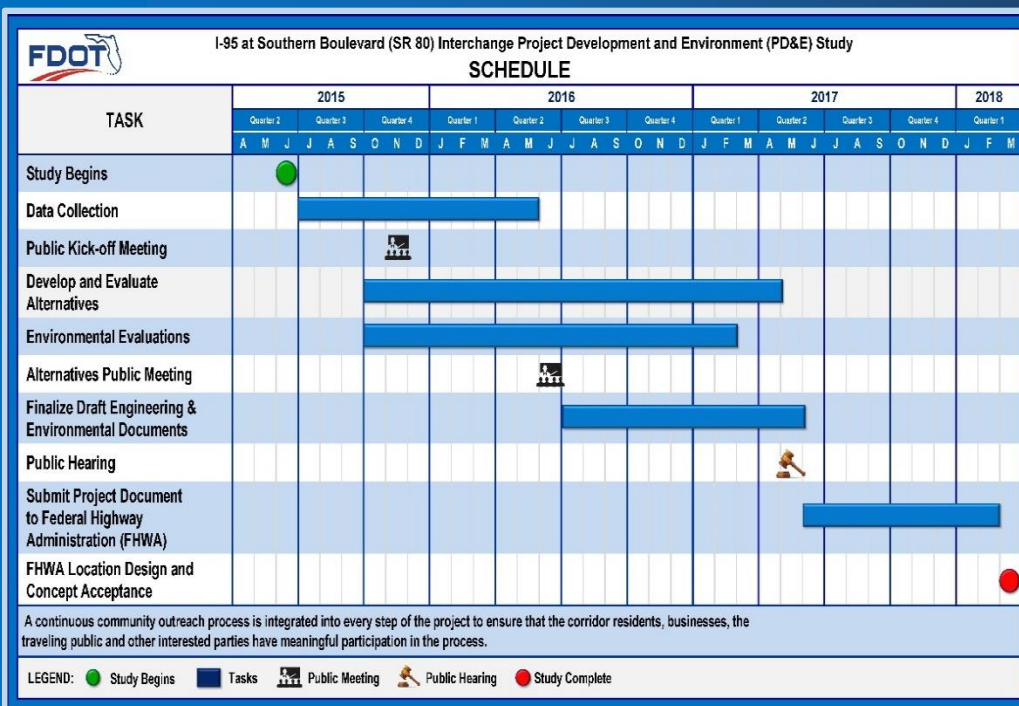 FDOT
I-95 at Southern Boulevard (SR 80) Interchange Project Development and Environment (PD&E) Study
SCHEDULE
TASK
2015 2016 2017 2018
Quarter 2 Quarter 3 Quarter 4 Quarter 1 Quarter 2 Quarter 3 Quarter 4 Quarter 1 Quarter 2 Quarter 3 Quarter 4 Quarter 1
A M J J A S O N D J F M A M J J A S O N D J F M A M J J A S O N D J F M
Study Begins
Data Collection
Public Kick-off Meeting
Develop and Evaluate
Alternatives
Environmental Evaluations
Alternatives Public Meeting
Finalize Draft Engineering &
Environmental Documents
Public Hearing
Submit Project Document
to Federal Highway
Administration (FHWA)
FHWA Location Design and
Concept Acceptance
A continuous community outreach process is integrated into every step of the project to ensure that the corridor residents, businesses, the
traveling public and other interested parties have meaningful participation in the process.
LEGEND: Study Begins Tasks Public Meeting Public Hearing Study Complete